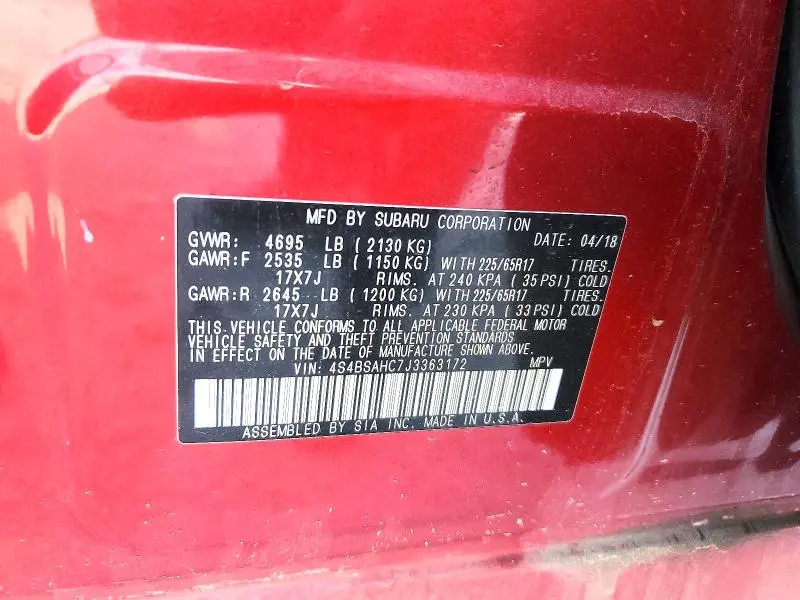 MFD BY SUBARU CORPORATION
GVWR: 4695 LB (2130 KG) DATE: 04/18
GAWR:F 2535 LB (1150 KG) WITH 225/65R17 TIRES.
17X7J RIMS. AT 240 KPA (35 PSI) COLD
GAWR:R 2645 LB (1200 KG) WITH 225/65R17 TIRES.
17X7J RIMS. AT 230 KPA (33 PSI) COLD
THIS VEHICLE CONFORMS TO ALL APPLICABLE FEDERAL MOTOR
VEHICLE SAFETY AND THEFT PREVENTION STANDARDS
IN EFFECT ON THE DATE OF MANUFACTURE SHOWN ABOVE.
VIN: 4S4BSAHC7J3363172 MPV
ASSEMBLED BY SIA INC. MADE IN U.S.A.